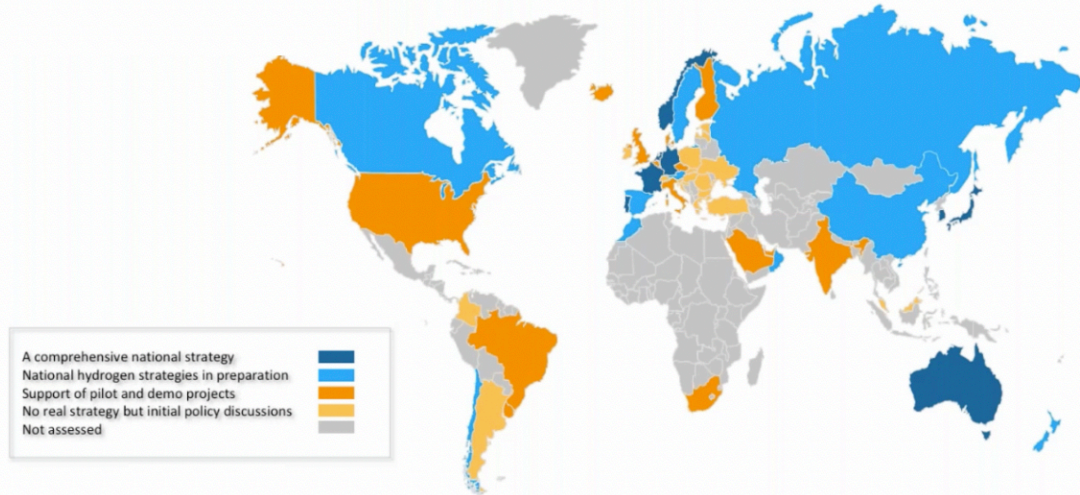 A comprehensive national strategy
National hydrogen strategies in preparation
Support of pilot and demo projects
No real strategy but initial policy discussions
Not assessed